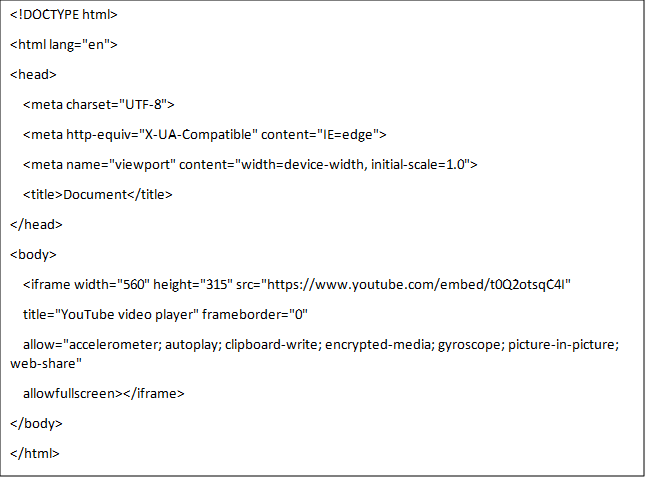 <!DOCTYPE html>
<html lang="en">
<head>
<meta charset="UTF-8">
<meta http-equiv="X-UA-Compatible" content="IE=edge">
<meta name="viewport" content="width=device-width, initial-scale=1.0">
<title>Document</title>
</head>
<body>
<iframe width="560" height="315" src="https://www.youtube.com/embed/t0Q2otsqC4I"
title="YouTube video player" frameborder="0"
allow="accelerometer; autoplay; clipboard-write; encrypted-media; gyroscope; picture-in-picture;
web-share"
allowfullscreen></iframe>
</body>
</html>